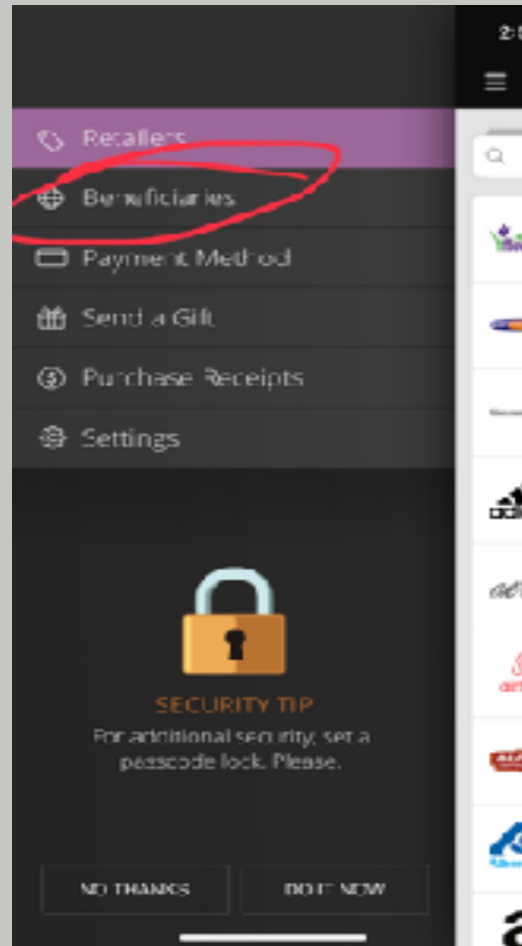 Retailers
Beneficiaries
Payment Method
Send a Gift
Purchase Receipts
Settings
SECURITY TIP
For additional security, set a
passcode lock. Please.
NO THANKS
DO IT NOW